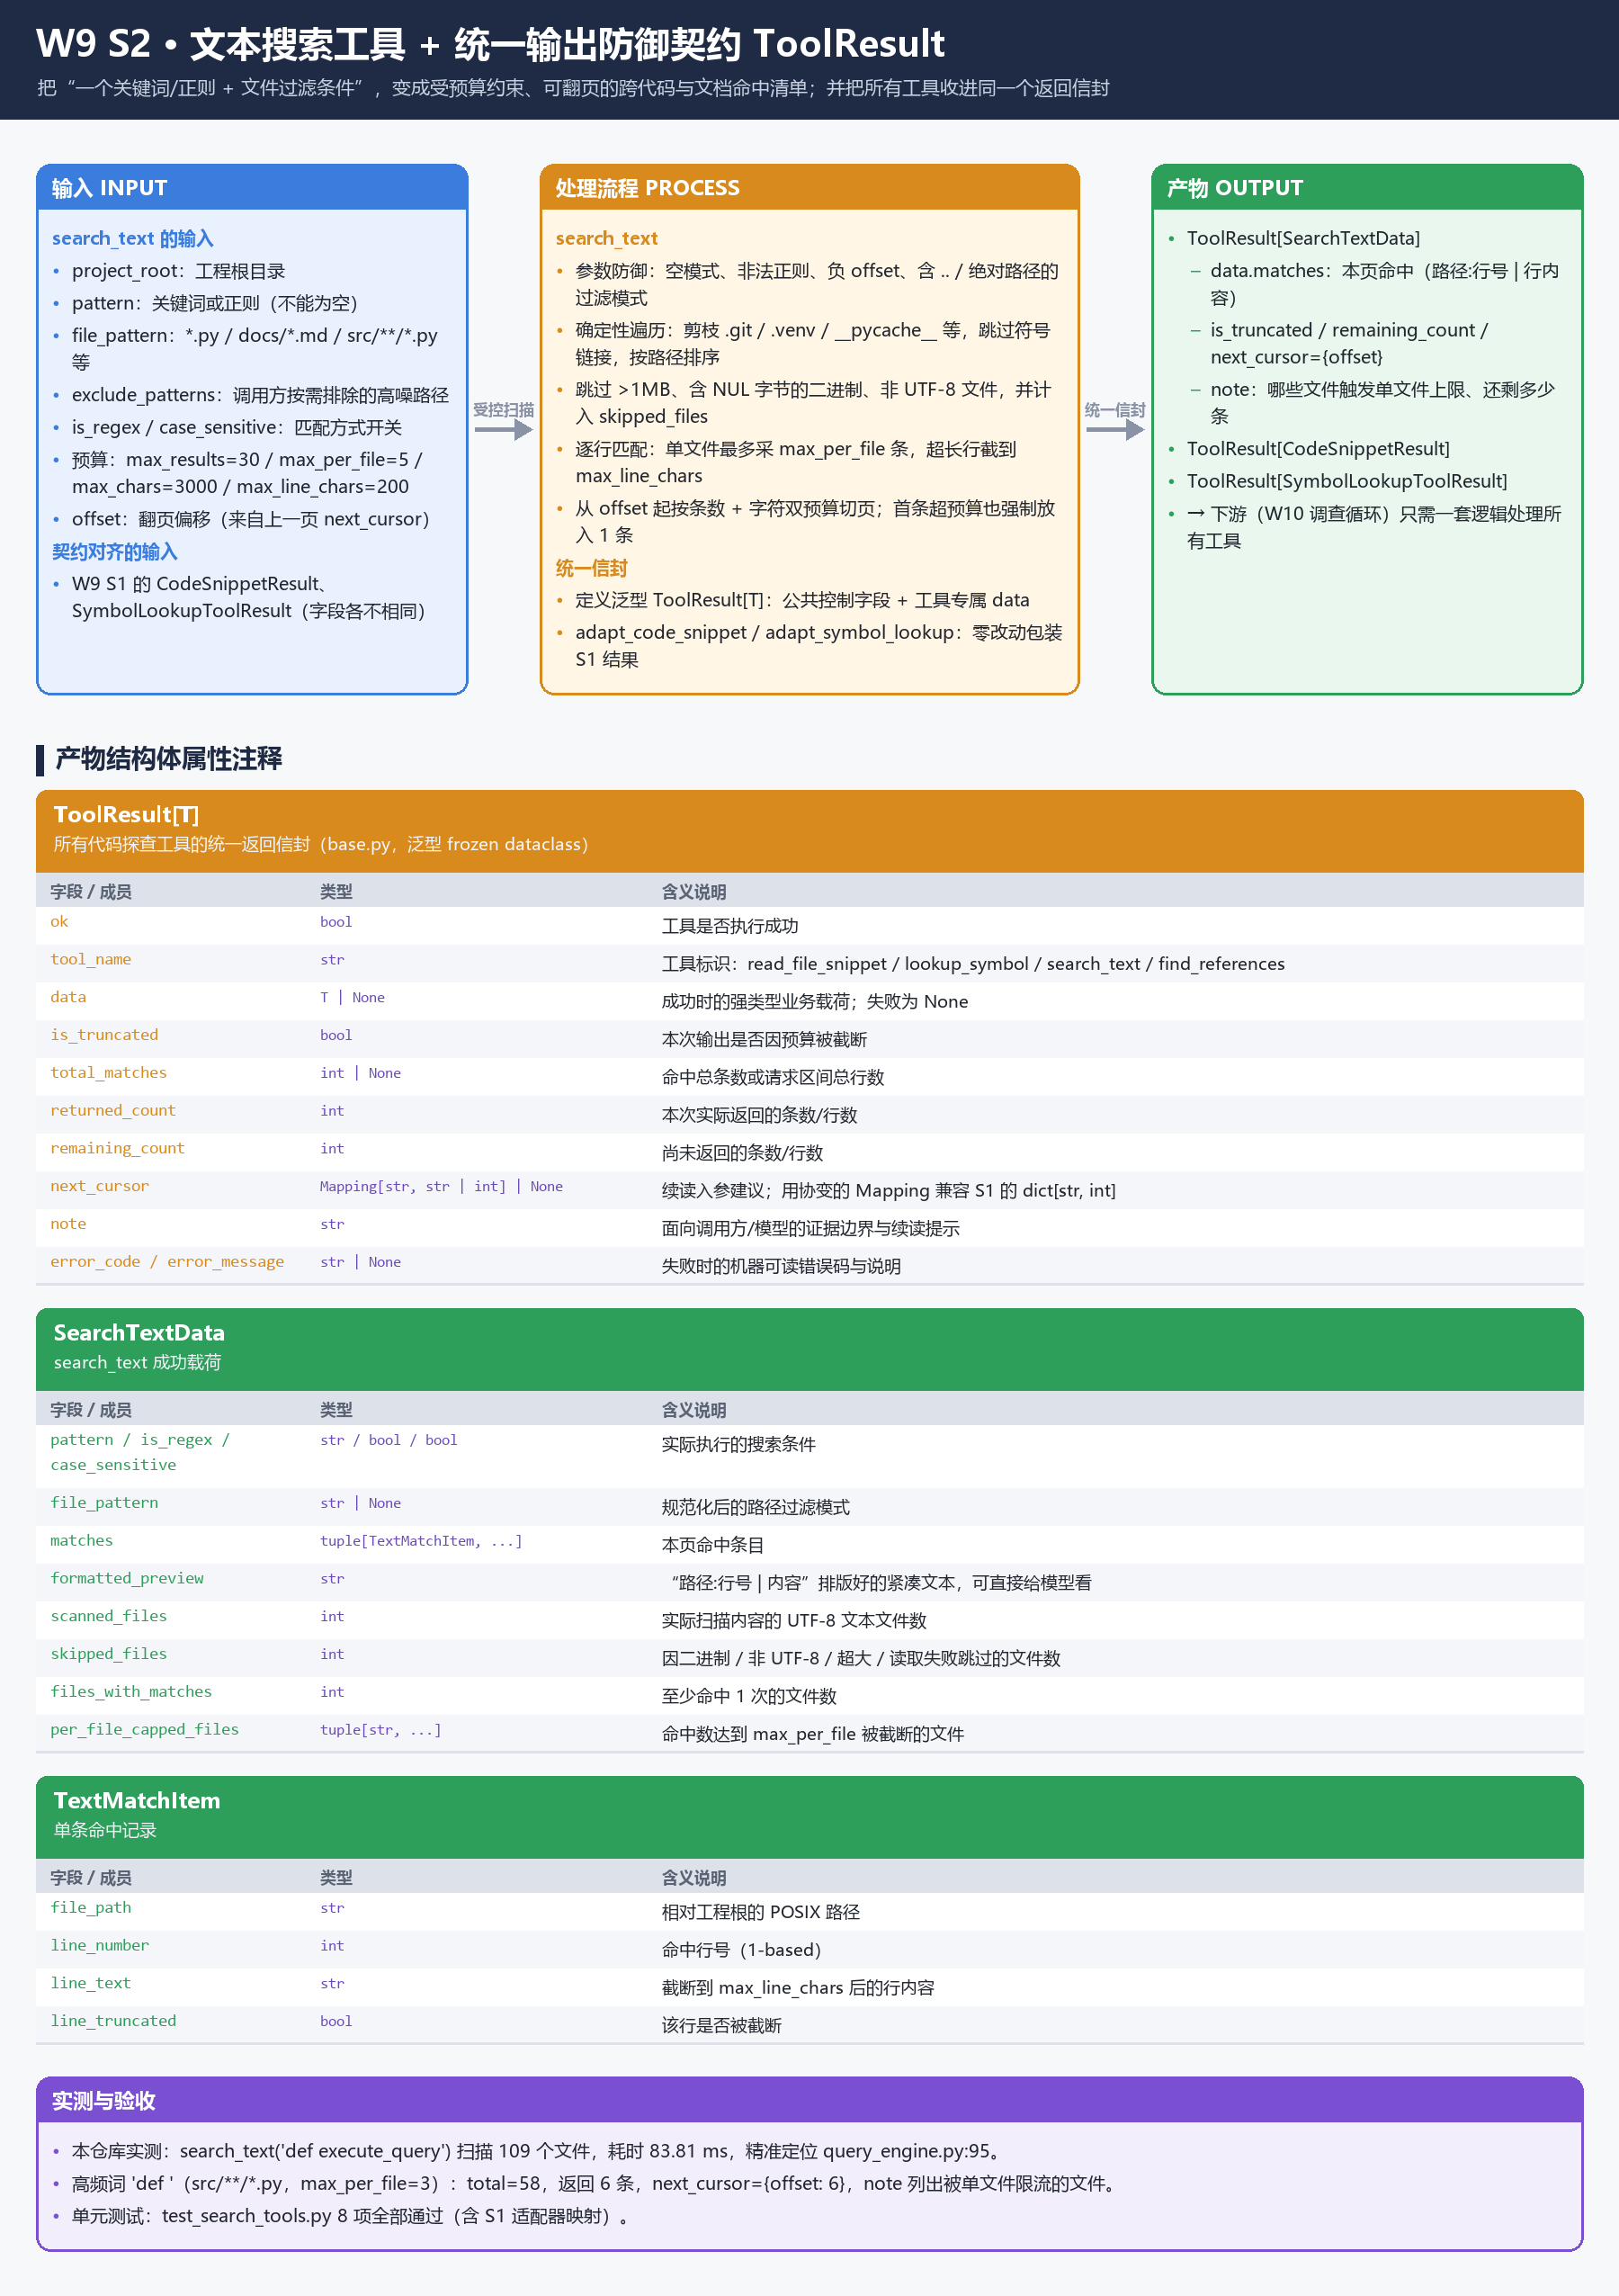 W9 S2 • 文本搜索工具 + 统一输出防御契约 ToolResult
把“一个关键词/正则 + 文件过滤条件”，变成受预算约束、可翻页的跨代码与文档命中清单；并把所有工具收进同一个返回信封
输入 INPUT
search_text 的输入
• project_root：工程根目录
• pattern：关键词或正则（不能为空）
• file_pattern：*.py / docs/*.md / src/**/*.py
等
• exclude_patterns：调用方按需排除的高噪路径
• is_regex / case_sensitive：匹配方式开关
• 预算：max_results=30 / max_per_file=5 /
max_chars=3000 / max_line_chars=200
• offset：翻页偏移（来自上一页 next_cursor）
契约对齐的输入
• W9 S1 的 CodeSnippetResult、
SymbolLookupToolResult（字段各不相同）
受控扫描
处理流程 PROCESS
search_text
• 参数防御：空模式、非法正则、负 offset、含 .. / 绝对路径的
过滤模式
• 确定性遍历：剪枝 .git / .venv / __pycache__ 等，跳过符号
链接，按路径排序
• 跳过 >1MB、含 NUL 字节的二进制、非 UTF-8 文件，并计
入 skipped_files
• 逐行匹配：单文件最多采 max_per_file 条，超长行截到
max_line_chars
• 从 offset 起按条数 + 字符双预算切页；首条超预算也强制放
入 1 条
统一信封
• 定义泛型 ToolResult[T]：公共控制字段 + 工具专属 data
• adapt_code_snippet / adapt_symbol_lookup：零改动包装
S1 结果
统一信封
产物 OUTPUT
• ToolResult[SearchTextData]
– data.matches：本页命中（路径:行号 | 行内
容）
– is_truncated / remaining_count /
next_cursor={offset}
– note：哪些文件触发单文件上限、还剩多少
条
• ToolResult[CodeSnippetResult]
• ToolResult[SymbolLookupToolResult]
• → 下游（W10 调查循环）只需一套逻辑处理所
有工具
产物结构体属性注释
ToolResult[T]
所有代码探查工具的统一返回信封（base.py，泛型 frozen dataclass）
字段 / 成员 类型 含义说明
ok bool 工具是否执行成功
tool_name str 工具标识：read_file_snippet / lookup_symbol / search_text / find_references
data T | None 成功时的强类型业务载荷；失败为 None
is_truncated bool 本次输出是否因预算被截断
total_matches int | None 命中总条数或请求区间总行数
returned_count int 本次实际返回的条数/行数
remaining_count int 尚未返回的条数/行数
next_cursor Mapping[str, str | int] | None 续读入参建议；用协变的 Mapping 兼容 S1 的 dict[str, int]
note str 面向调用方/模型的证据边界与续读提示
error_code / error_message str | None 失败时的机器可读错误码与说明
SearchTextData
search_text 成功载荷
字段 / 成员 类型 含义说明
pattern / is_regex / str / bool / bool 实际执行的搜索条件
case_sensitive
file_pattern str | None 规范化后的路径过滤模式
matches tuple[TextMatchItem, ...] 本页命中条目
formatted_preview str “路径:行号 | 内容”排版好的紧凑文本，可直接给模型看
scanned_files int 实际扫描内容的 UTF-8 文本文件数
skipped_files int 因二进制 / 非 UTF-8 / 超大 / 读取失败跳过的文件数
files_with_matches int 至少命中 1 次的文件数
per_file_capped_files tuple[str, ...] 命中数达到 max_per_file 被截断的文件
TextMatchItem
单条命中记录
字段 / 成员 类型 含义说明
file_path str 相对工程根的 POSIX 路径
line_number int 命中行号（1-based）
line_text str 截断到 max_line_chars 后的行内容
line_truncated bool 该行是否被截断
实测与验收
• 本仓库实测：search_text('def execute_query') 扫描 109 个文件，耗时 83.81 ms，精准定位 query_engine.py:95。
• 高频词 'def '（src/**/*.py，max_per_file=3）：total=58，返回 6 条，next_cursor={offset: 6}，note 列出被单文件限流的文件。
• 单元测试：test_search_tools.py 8 项全部通过（含 S1 适配器映射）。